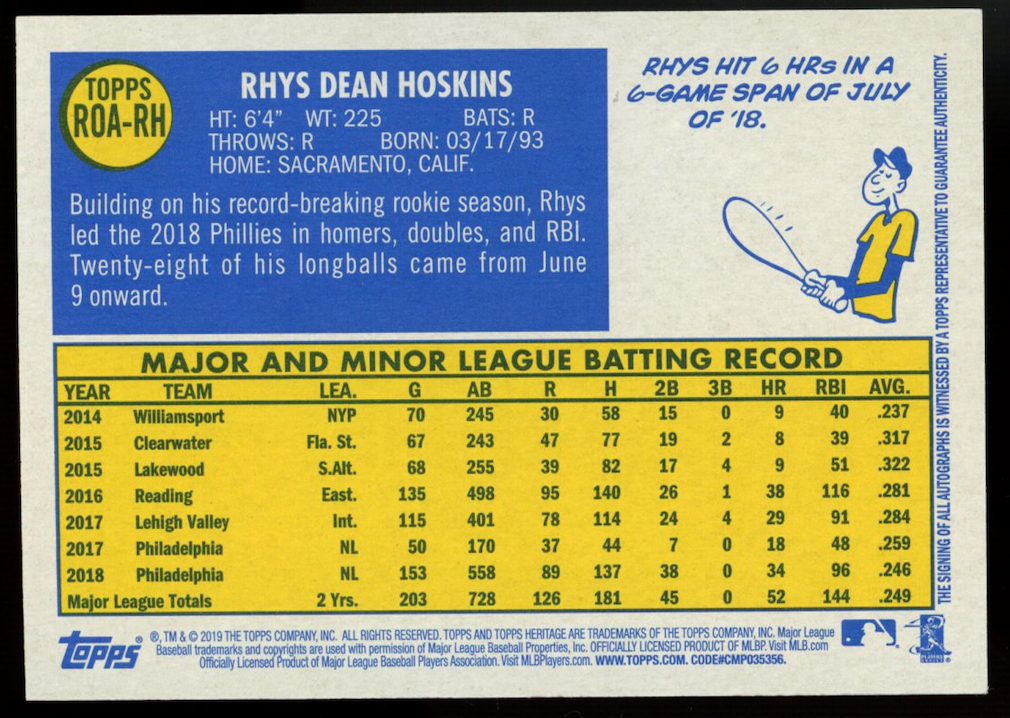 TOPPS
ROA-RH
RHYS DEAN HOSKINS
HT: 6'4" WT: 225 BATS: R
THROWS: R BORN: 03/17/93
HOME: SACRAMENTO, CALIF.
Building on his record-breaking rookie season, Rhys
led the 2018 Phillies in homers, doubles, and RBI.
Twenty-eight of his longballs came from June
9 onward.
RHYS HIT 6 HRs IN A
6-GAME SPAN OF JULY
OF '18.
THE SIGNING OF ALL AUTOGRAPHS IS WITNESSED BY A TOPPS REPRESENTATIVE TO GUARANTEE AUTHENTICITY.
MAJOR AND MINOR LEAGUE BATTING RECORD
YEAR TEAM LEA. G AB R H 2B 3B HR RBI AVG.
2014 Williamsport NYP 70 245 30 58 15 0 9 40 .237
2015 Clearwater Fla. St. 67 243 47 77 19 2 8 39 .317
2015 Lakewood S.Alt. 68 255 39 82 17 4 9 51 .322
2016 Reading East. 135 498 95 140 26 1 38 116 .281
2017 Lehigh Valley Int. 115 401 78 114 24 4 29 91 .284
2017 Philadelphia NL 50 170 37 44 7 0 18 48 .259
2018 Philadelphia NL 153 558 89 137 38 0 34 96 .246
Major League Totals 2 Yrs. 203 728 126 181 45 0 52 144 .249
Topps ®
®, TM & © 2019 THE TOPPS COMPANY, INC. ALL RIGHTS RESERVED. TOPPS AND TOPPS HERITAGE ARE TRADEMARKS OF THE TOPPS COMPANY, INC. Major League
Baseball trademarks and copyrights are used with permission of Major League Baseball Properties, Inc. OFFICIALLY LICENSED PRODUCT OF MLBP. Visit MLB.com
Officially Licensed Product of Major League Baseball Players Association. Visit MLBPlayers.com. WWW.TOPPS.COM. CODE#CMP035356.